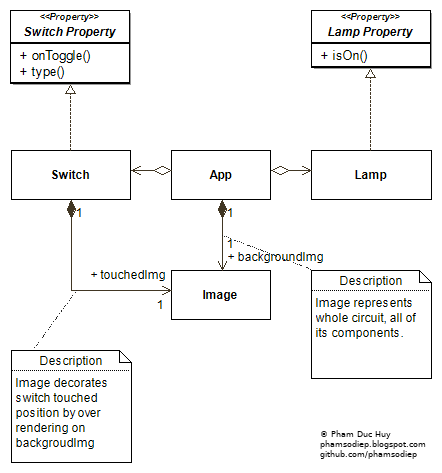 <<Property>>
Switch Property
+ onToggle()
+ type()
<<Property>>
Lamp Property
+ isOn()
Switch
App
Lamp
1
1
1
+ backgroundImg
+ touchedImg
1
Image
Description
Image represents
whole circuit, all of
its components.
Description
Image decorates
switch touched
position by over
rendering on
backgroudImg
© Pham Duc Huy
phamsodiep.blogspot.com
github.com/phamsodiep